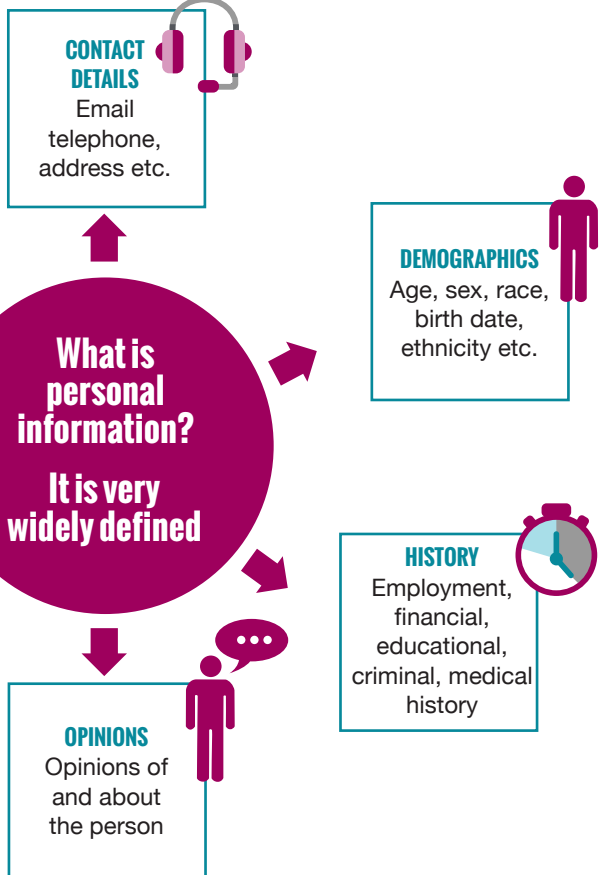 CONTACT
DETAILS
Email
telephone,
address etc.
DEMOGRAPHICS
Age, sex, race,
birth date,
ethnicity etc.
What is
personal
information?
It is very
widely defined
HISTORY
Employment,
financial,
educational,
criminal, medical
history
OPINIONS
Opinions of
and about
the person